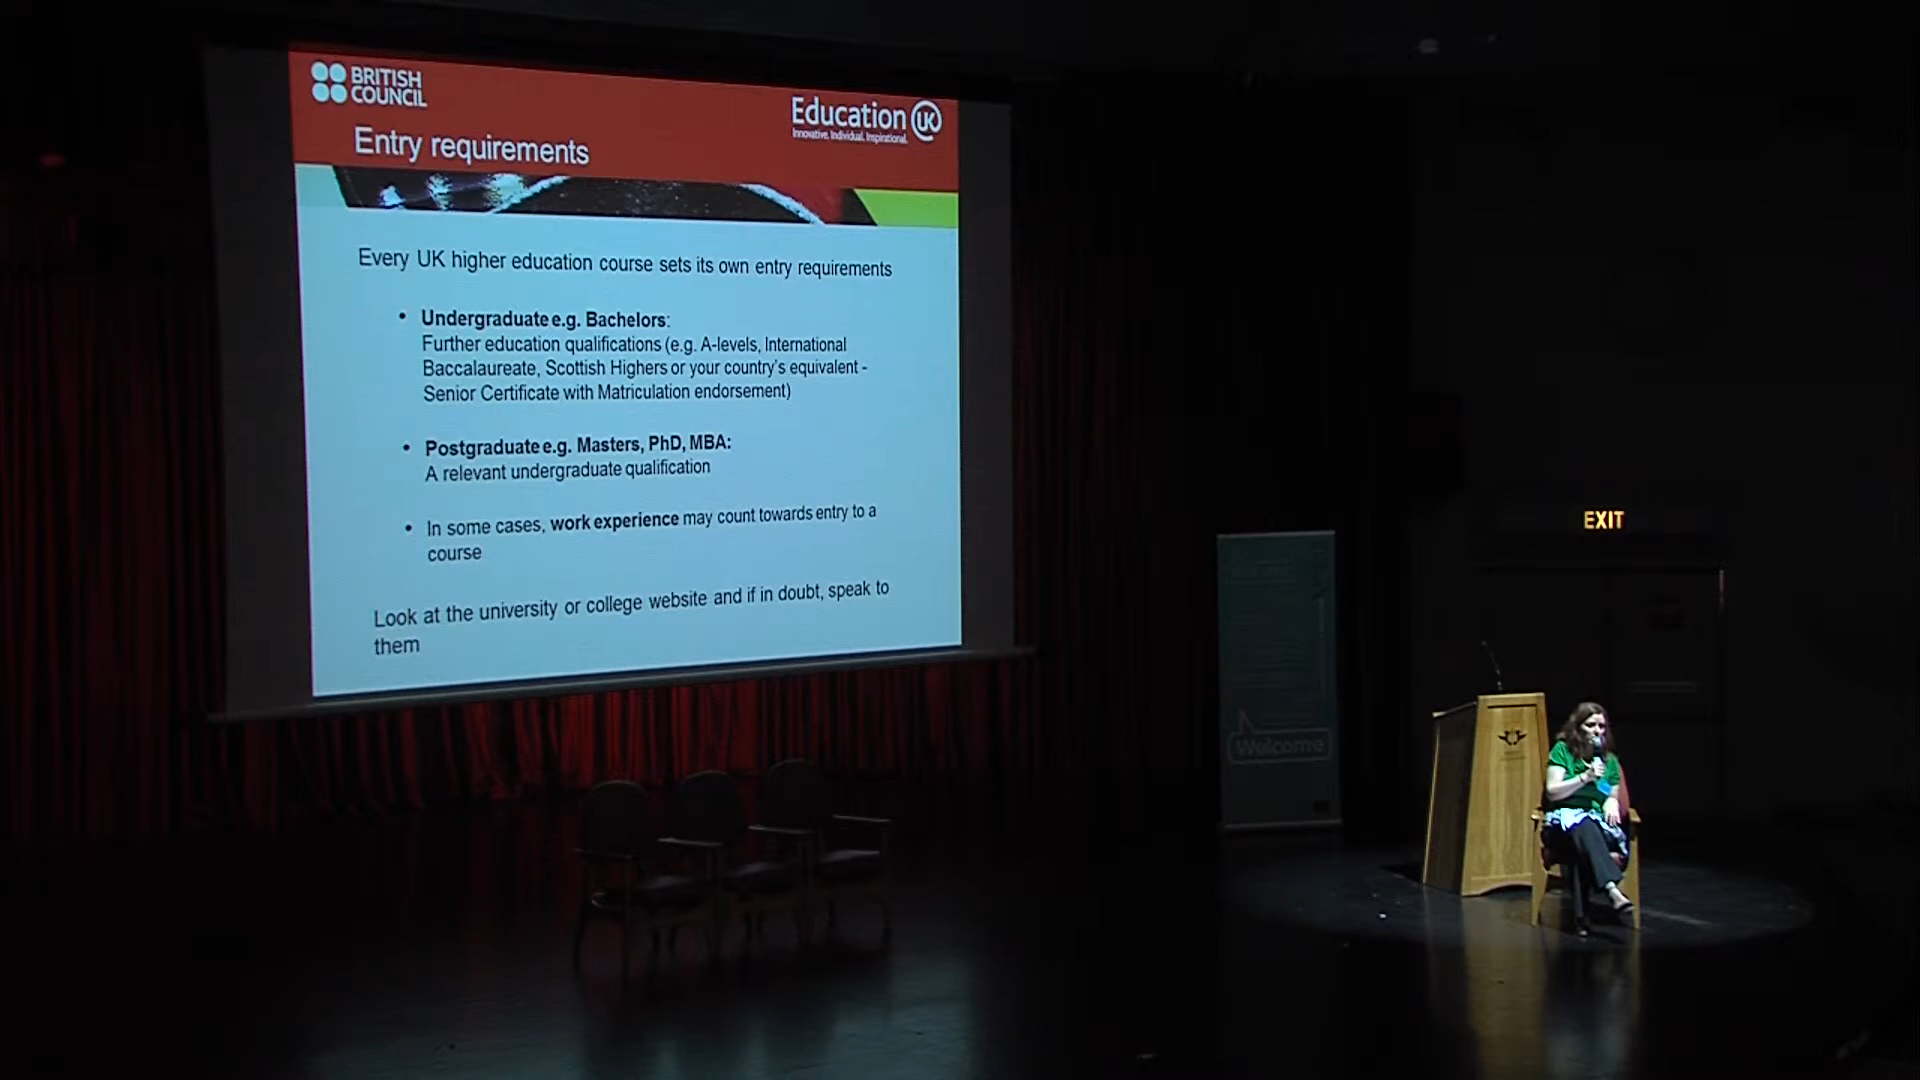 BRITISH
COUNCIL
Education UK
Innovative. Individual. Inspirational.
Entry requirements
Every UK higher education course sets its own entry requirements
• Undergraduate e.g. Bachelors:
Further education qualifications (e.g. A-levels, International
Baccalaureate, Scottish Highers or your country's equivalent -
Senior Certificate with Matriculation endorsement)
• Postgraduate e.g. Masters, PhD, MBA:
A relevant undergraduate qualification
• In some cases, work experience may count towards entry to a
course
Look at the university or college website and if in doubt, speak to
them
EXIT
Welcome